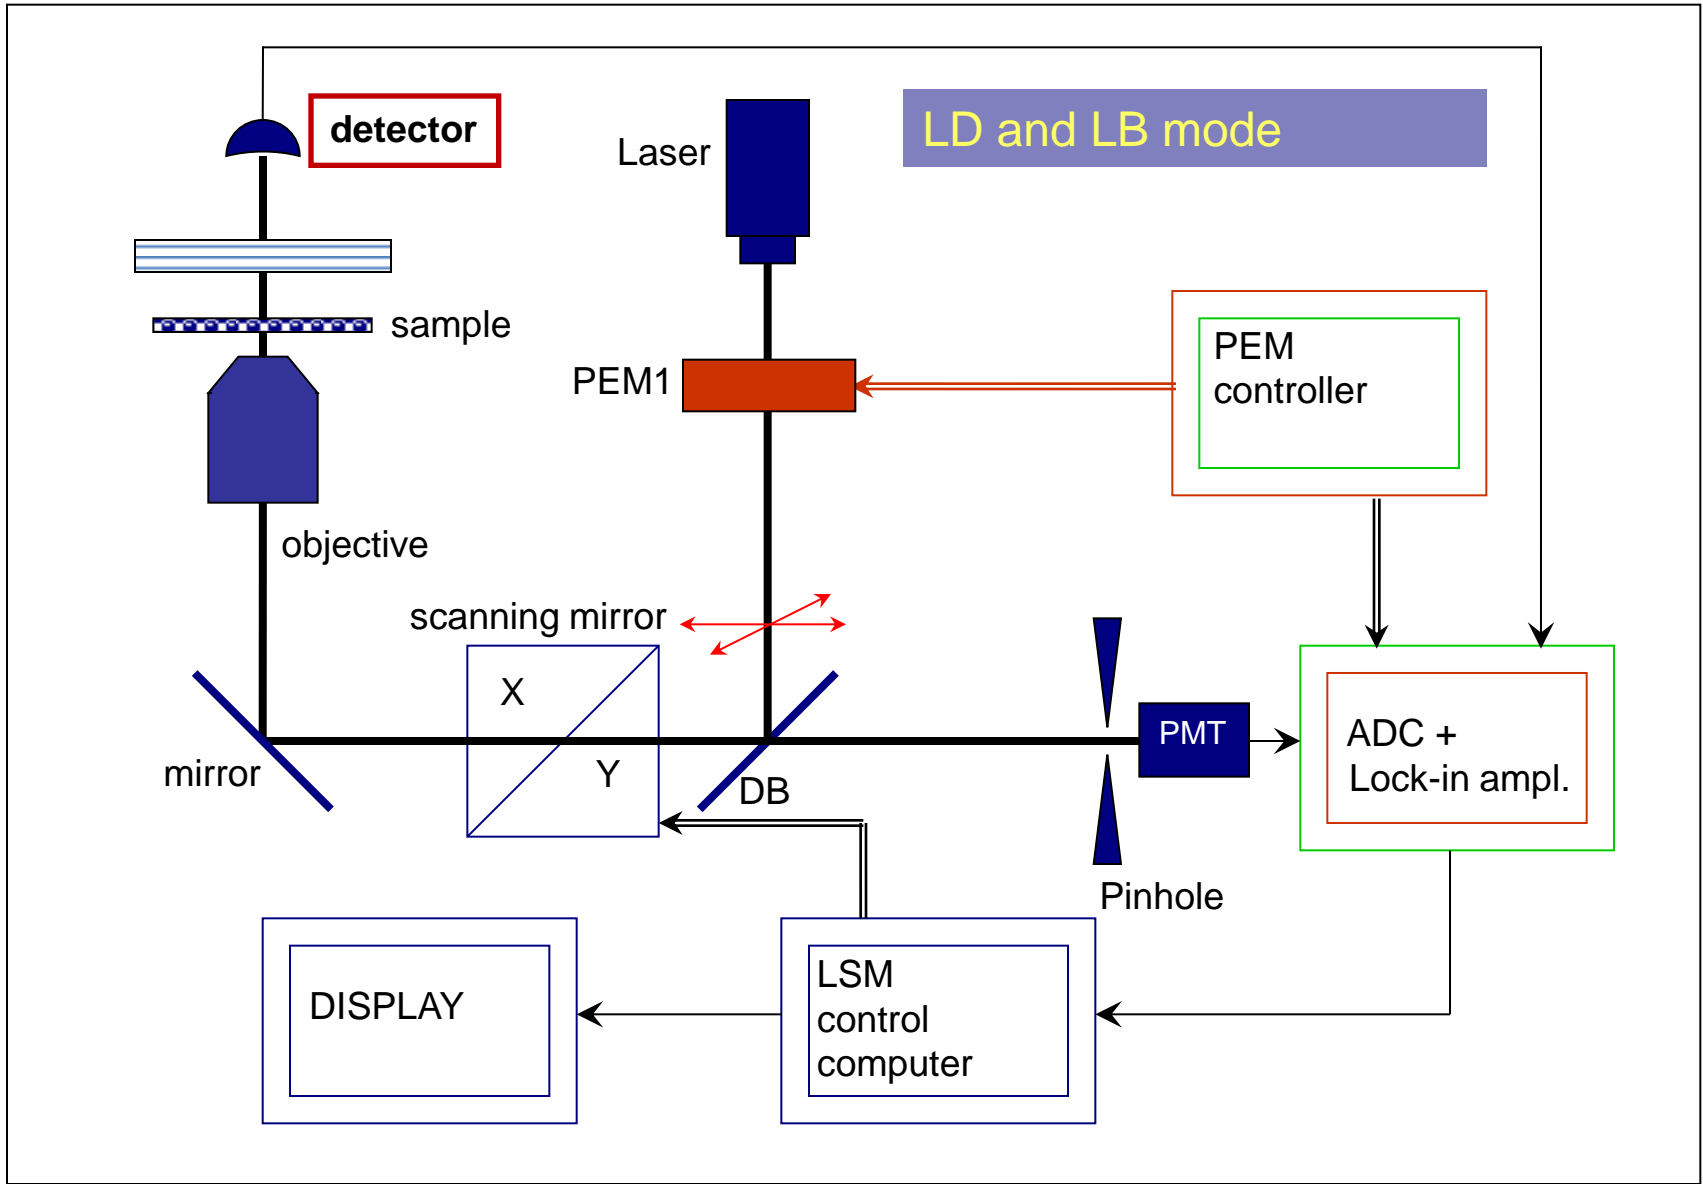 detector
Laser
LD and LB mode
sample
PEM1
PEM
controller
objective
scanning mirror
X
Y
mirror
DB
PMT
ADC +
Lock-in ampl.
Pinhole
DISPLAY
LSM
control
computer